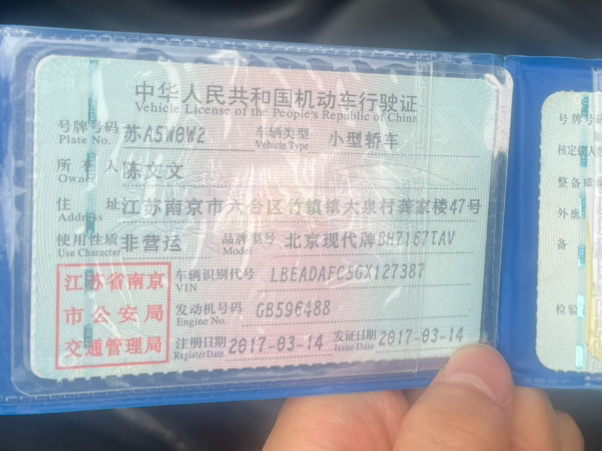 中华人民共和国机动车行驶证
Vehicle License of the People's Republic of China
号牌号码 苏A5W8W2 车辆类型 小型轿车
Plate No. Vehicle Type
所有人 陈文文
Owner
住址 江苏南京市六合区竹镇镇大泉村龚家楼47号
Address
使用性质 非营运 品牌型号 北京现代牌BH7167TAV
Use Character Model
江苏省南京
市公安局
交通管理局
车辆识别代号 LBEADAFC5GX127387
VIN
发动机号码 GB596488
Engine No.
注册日期 2017-03-14 发证日期 2017-03-14
Register Date Issue Date
号牌号
核定载人
整备质
外廓
备
检验